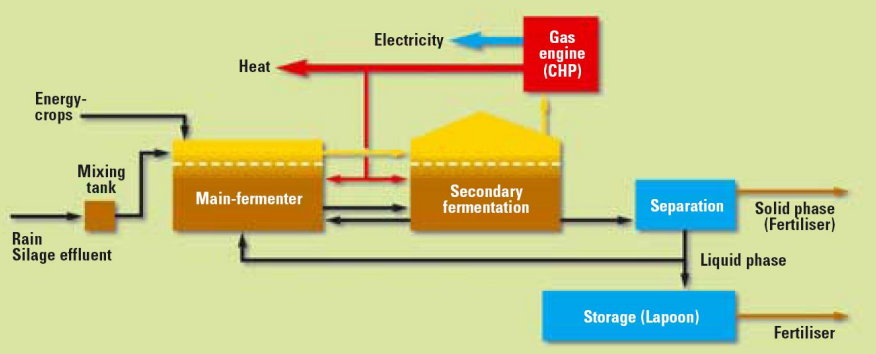 Gas
engine
(CHP)
Electricity
Heat
Energy-
crops
Mixing
tank
Main-fermenter
Secondary
fermentation
Separation
Solid phase
(Fertiliser)
Rain
Silage effluent
Liquid phase
Storage (Lapoon)
Fertiliser